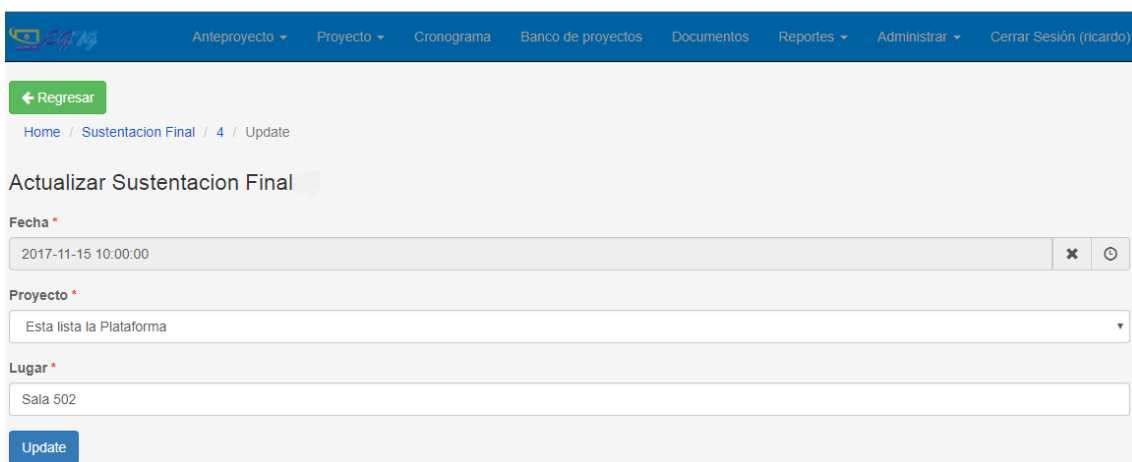 Anteproyecto Proyecto Cronograma Banco de proyectos Documentos Reportes Administrar Cerrar Sesión (ricardo)
Regresar
Home / Sustentacion Final / 4 / Update
Actualizar Sustentacion Final
Fecha *
2017-11-15 10:00:00
Proyecto *
Esta lista la Plataforma
Lugar *
Sala 502
Update